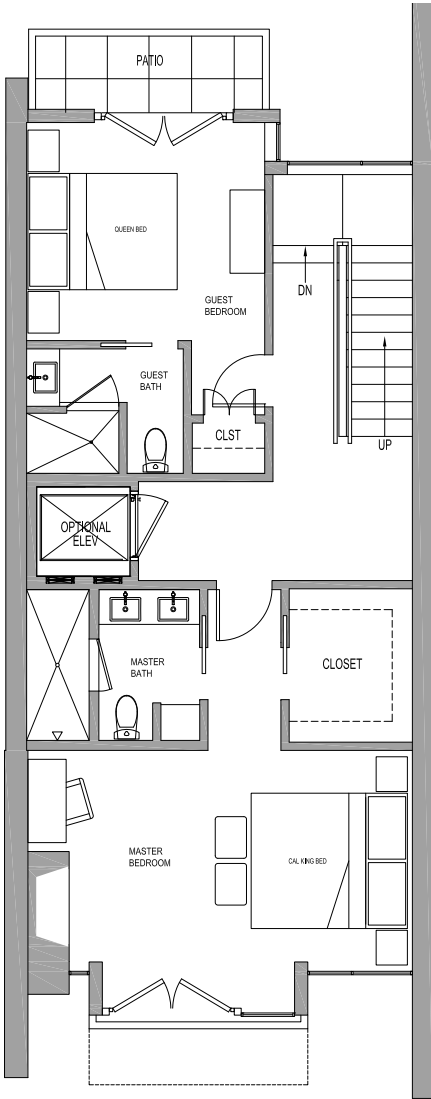 PATIO
QUEEN BED
DN
GUEST
BEDROOM
GUEST
BATH
CLST
UP
OPTIONAL
ELEV
MASTER
BATH
CLOSET
MASTER
BEDROOM
CAL KING BED